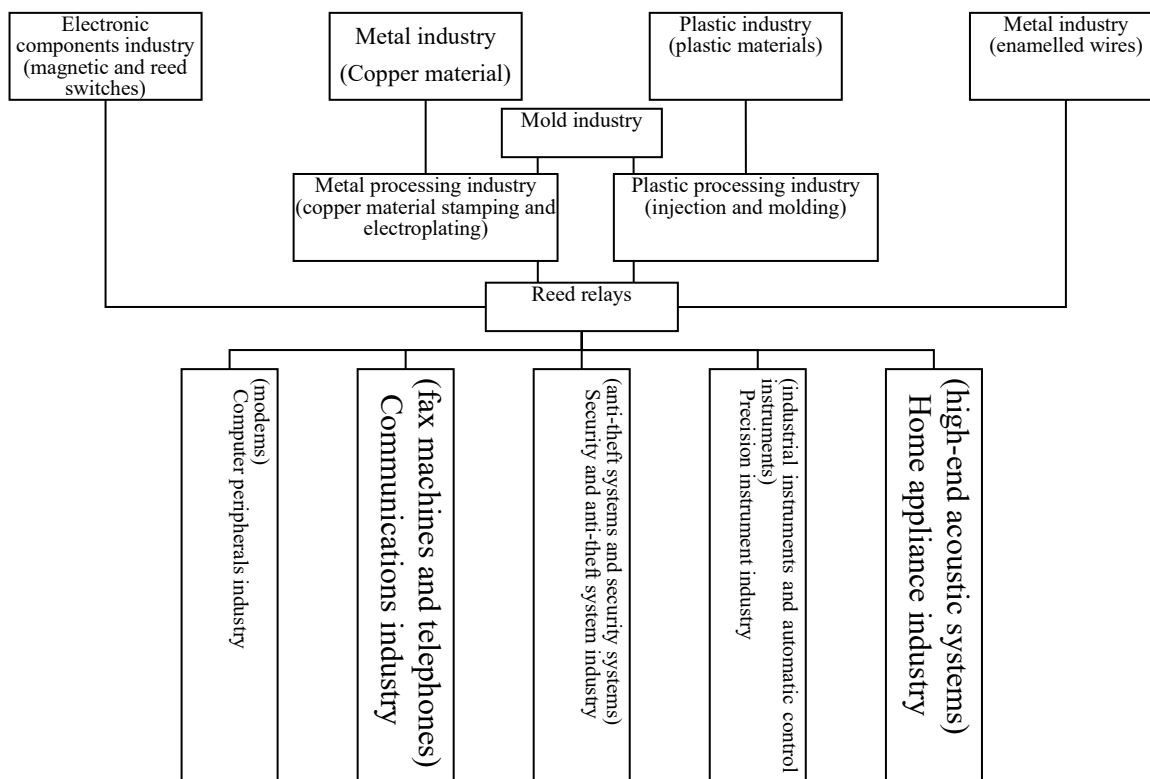 Electronic
components industry
(magnetic and reed
switches)
Metal industry
(Copper material)
Plastic industry
(plastic materials)
Metal industry
(enamelled wires)
Mold industry
Metal processing industry
(copper material stamping and
electroplating)
Plastic processing industry
(injection and molding)
Reed relays
(modems)
Computer peripherals industry
(fax machines and telephones)
Communications industry
(anti-theft systems and security systems)
Security and anti-theft system industry
(industrial instruments and automatic control
instruments)
Precision instrument industry
(high-end acoustic systems)
Home appliance industry